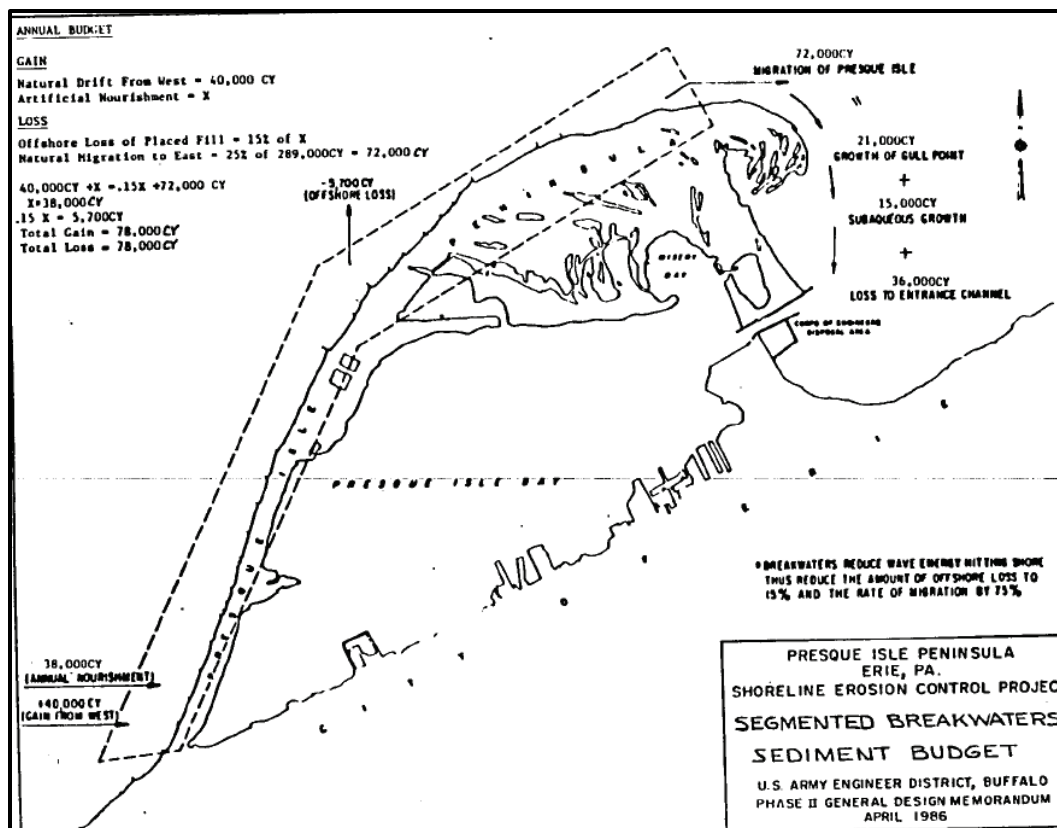 ANNUAL BUDGET
GAIN
Natural Drift From West = 40,000 CY
Artificial Nourishment = X
LOSS
Offshore Loss of Placed Fill = 15% of X
Natural Migration to East = 25% of 289,000CY = 72,000 CY
40,000CY +X =.15X +72,000 CY
X=38,000CY
.15 X = 5,700CY
Total Gain = 78,000CY
Total Loss = 78,000CY
-5,700CY
(OFFSHORE LOSS)
72,000CY
MIGRATION OF PRESQUE ISLE
"
21,000CY
GROWTH OF GULL POINT
+
15,000CY
SUBAQUEOUS GROWTH
+
36,000CY
LOSS TO ENTRANCE CHANNEL
PENINSULA
MISERY
BAY
CORPS OF ENGINEERS
DISPOSAL AREA
PRESQUE ISLE
PRESQUE ISLE BAY
CITY OF ERIE
38,000CY
(ANNUAL NOURISHMENT)
+40,000CY
(GAIN FROM WEST)
*BREAKWATERS REDUCE WAVE ENERGY HITTING SHORE
THUS REDUCE THE AMOUNT OF OFFSHORE LOSS TO
15% AND THE RATE OF MIGRATION BY 75%
PRESQUE ISLE PENINSULA
ERIE, PA.
SHORELINE EROSION CONTROL PROJEC
SEGMENTED BREAKWATERS
SEDIMENT BUDGET
U.S. ARMY ENGINEER DISTRICT, BUFFALO
PHASE II GENERAL DESIGN MEMORANDUM
APRIL 1986